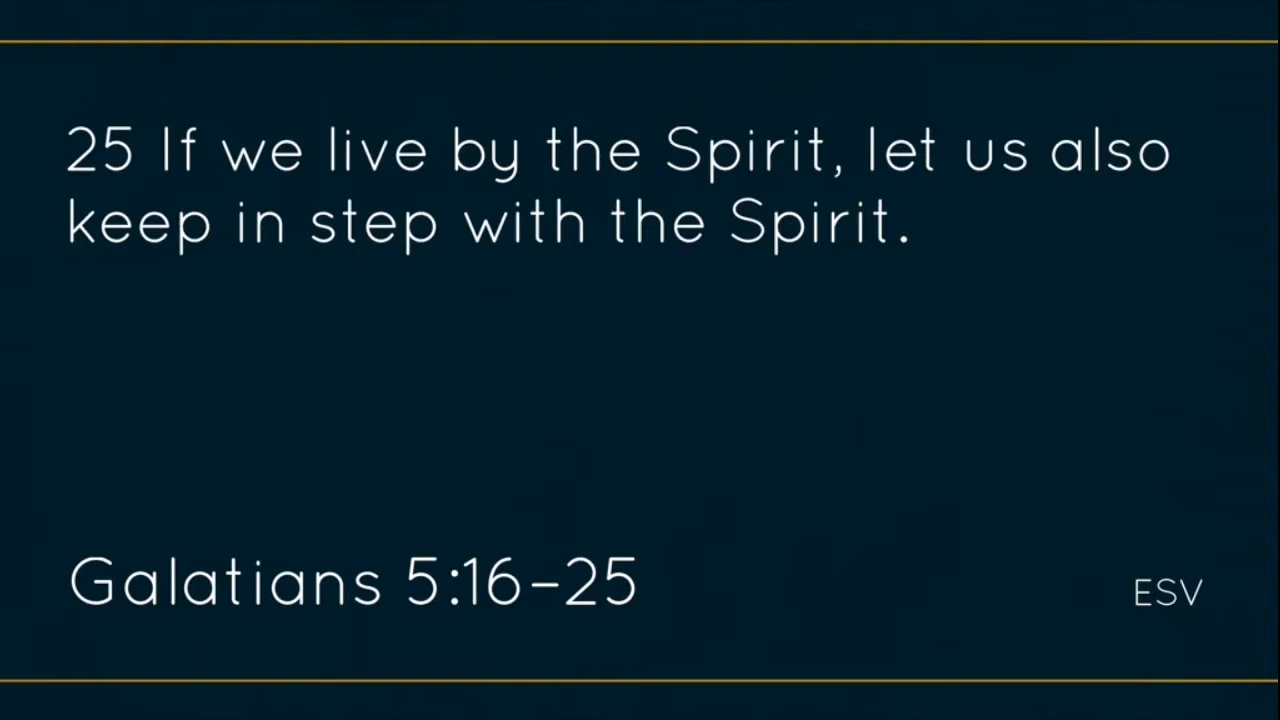 25 If we live by the Spirit, let us also
keep in step with the Spirit.
Galatians 5:16–25
ESV